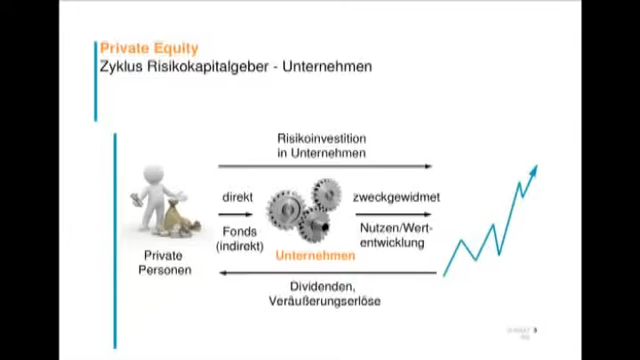 Private Equity
Zyklus Risikokapitalgeber - Unternehmen
Risikoinvestition
in Unternehmen
direkt
zweckgewidmet
Fonds
(indirekt)
Nutzen/Wert-
entwicklung
Unternehmen
Private
Personen
Dividenden,
Veräußerungserlöse
3